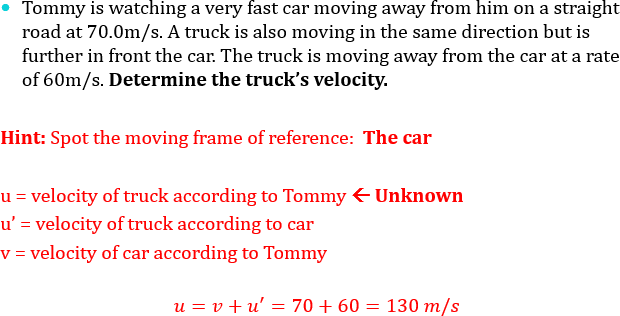 • Tommy is watching a very fast car moving away from him on a straight
road at 70.0m/s. A truck is also moving in the same direction but is
further in front the car. The truck is moving away from the car at a rate
of 60m/s. Determine the truck's velocity.
Hint: Spot the moving frame of reference: The car
u = velocity of truck according to Tommy ← Unknown
u' = velocity of truck according to car
v = velocity of car according to Tommy
u = v + u' = 70 + 60 = 130 m/s